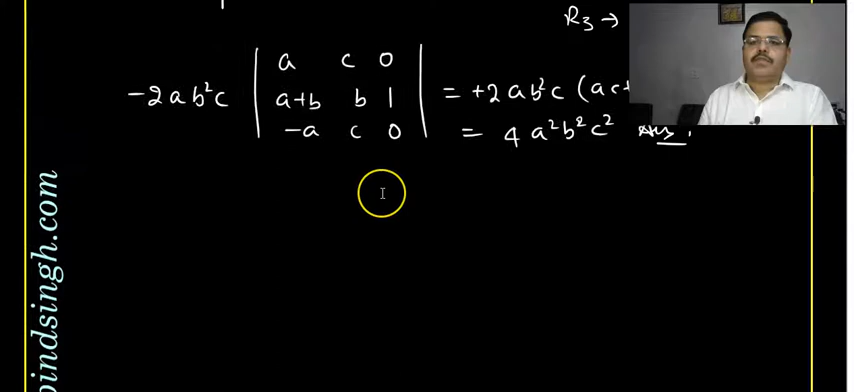 R₃ →
-2ab²c | a c 0 | = +2ab²c (ac+
| a+b b 1 |
| -a c 0 | = 4a²b²c² Ans.
bindsingh.com